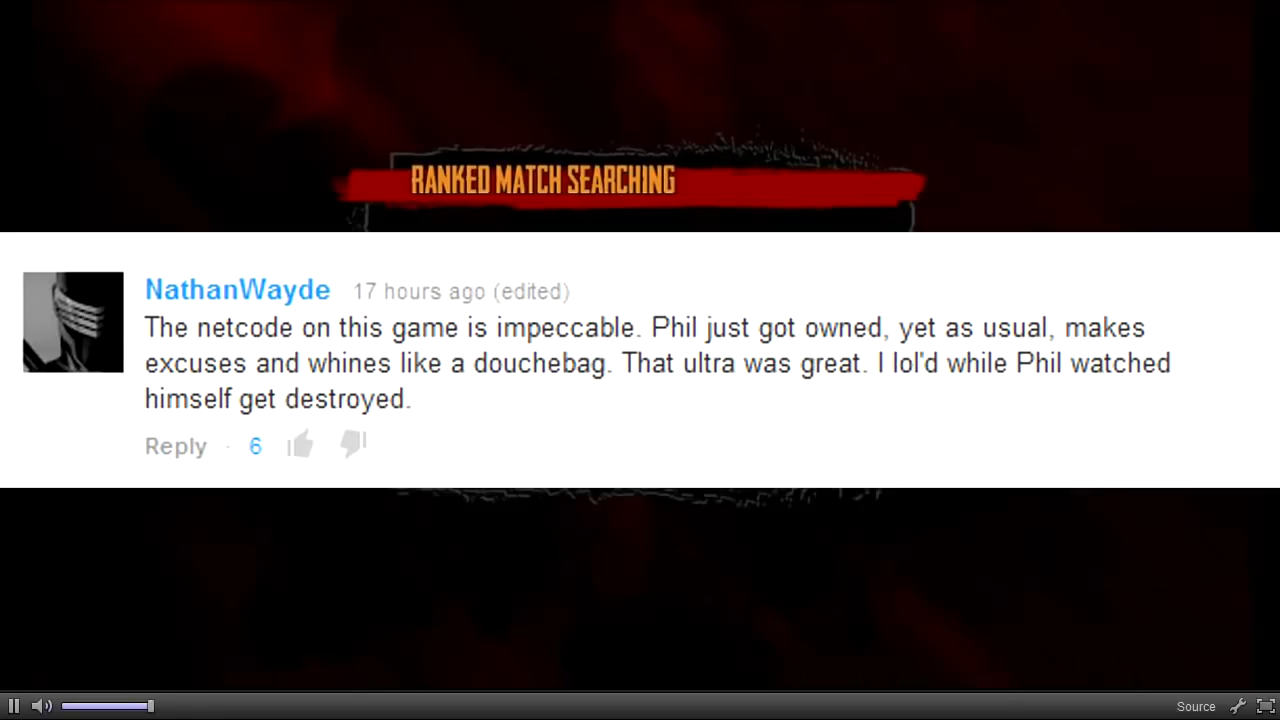 RANKED MATCH SEARCHING
NathanWayde 17 hours ago (edited)
The netcode on this game is impeccable. Phil just got owned, yet as usual, makes
excuses and whines like a douchebag. That ultra was great. I lol'd while Phil watched
himself get destroyed.
Reply · 6
Source